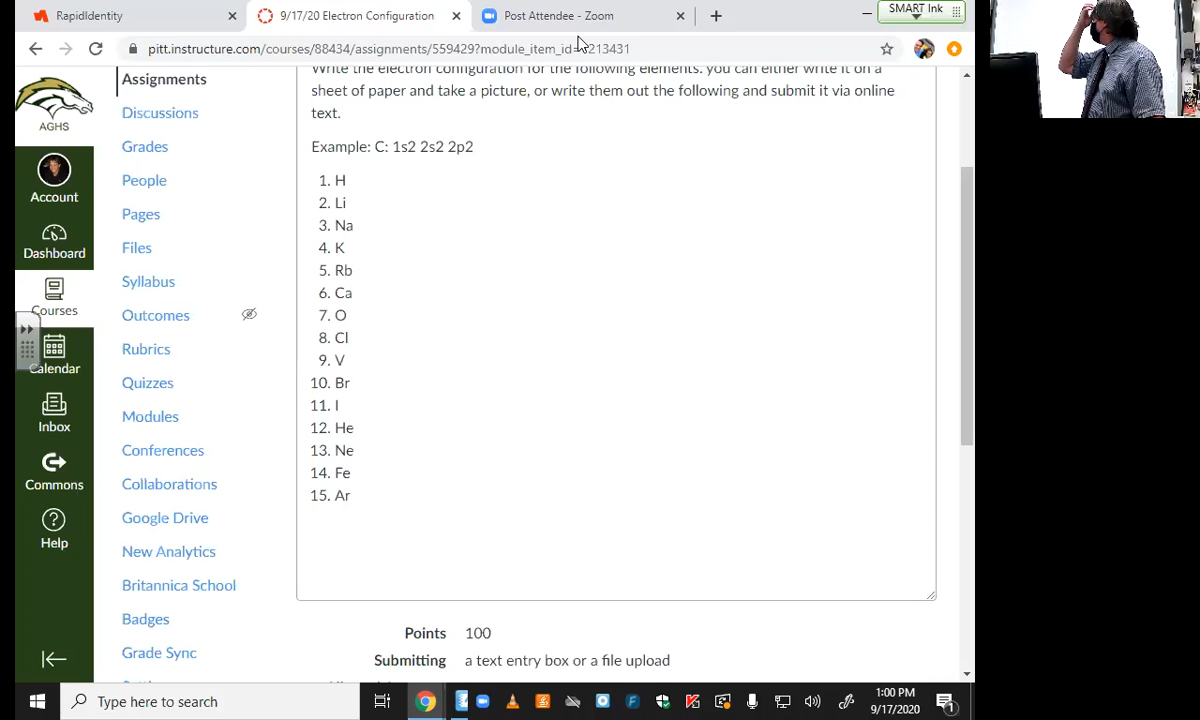 RapidIdentity
9/17/20 Electron Configuration
Post Attendee - Zoom
SMART Ink
pitt.instructure.com/courses/88434/assignments/559429?module_item_id=1213431
AGHS
Account
Dashboard
Courses
Calendar
Inbox
Commons
Help
Assignments
Discussions
Grades
People
Pages
Files
Syllabus
Outcomes
Rubrics
Quizzes
Modules
Conferences
Collaborations
Google Drive
New Analytics
Britannica School
Badges
Grade Sync
Write the electron configuration for the following elements. you can either write it on a
sheet of paper and take a picture, or write them out the following and submit it via online
text.
Example: C: 1s2 2s2 2p2
1. H
2. Li
3. Na
4. K
5. Rb
6. Ca
7. O
8. Cl
9. V
10. Br
11. I
12. He
13. Ne
14. Fe
15. Ar
Points 100
Submitting a text entry box or a file upload
Type here to search
1:00 PM
9/17/2020
1